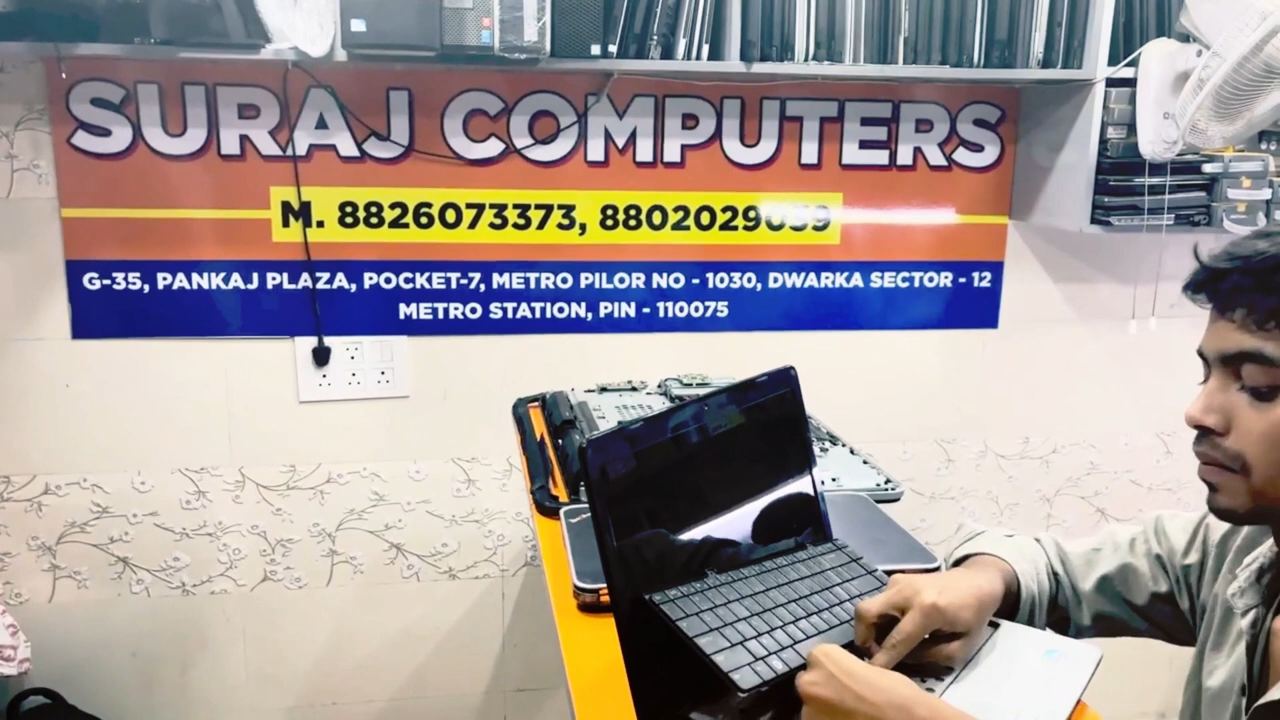 SURAJ COMPUTERS
M. 8826073373, 8802029059
G-35, PANKAJ PLAZA, POCKET-7, METRO PILOR NO - 1030, DWARKA SECTOR - 12
METRO STATION, PIN - 110075